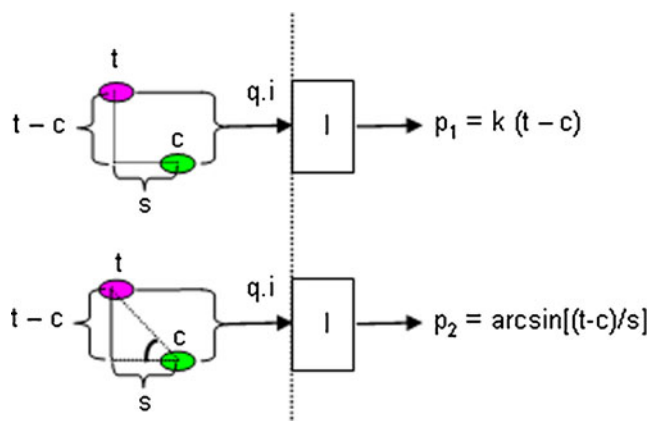 t
q.i
t – c
c
I
p₁ = k (t – c)
s
t
q.i
t – c
c
I
p₂ = arcsin[(t-c)/s]
s